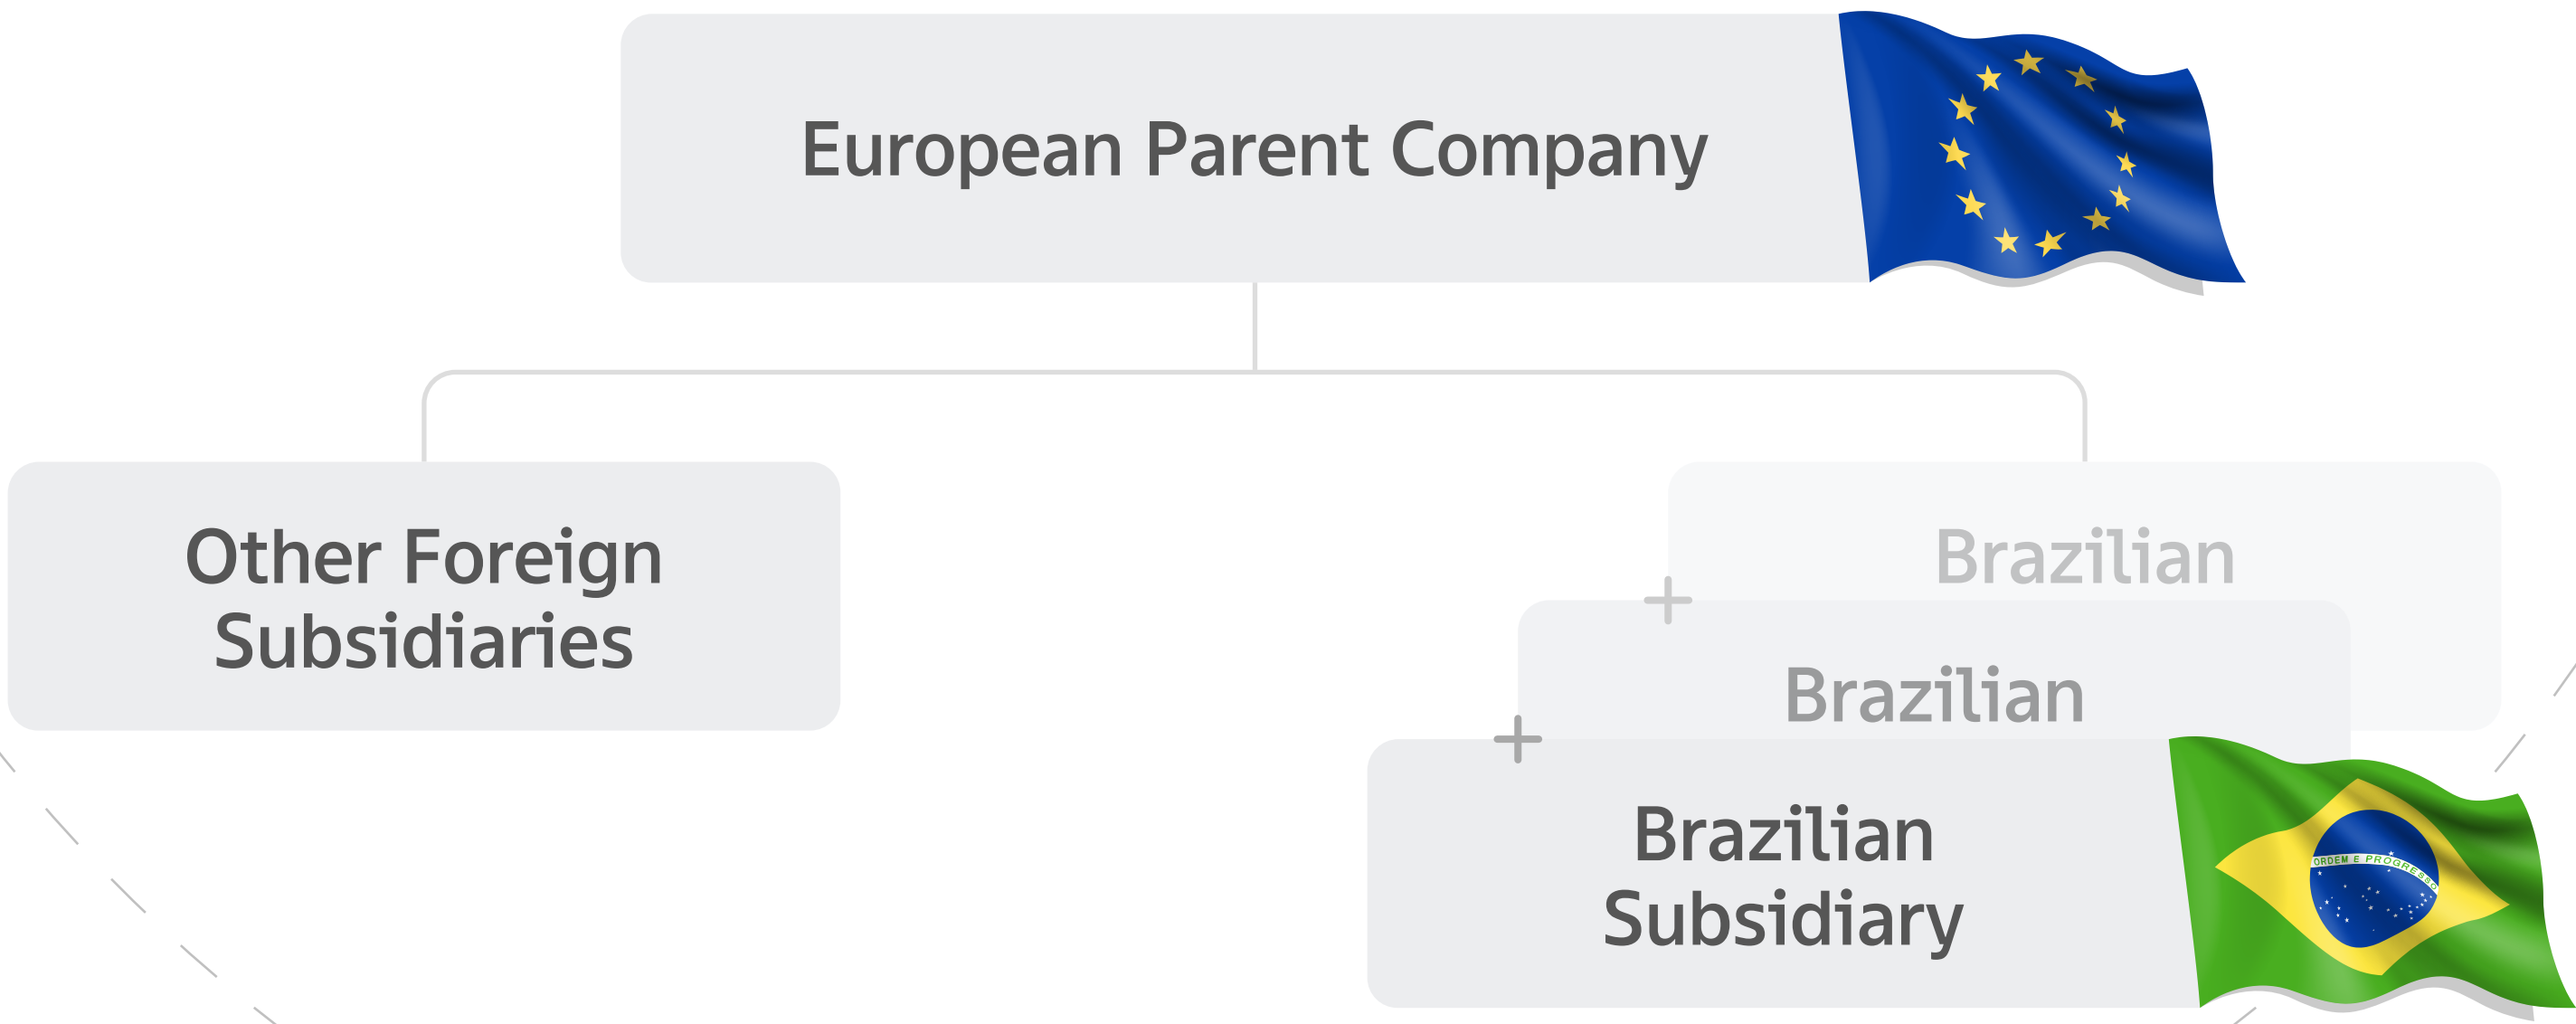 European Parent Company
Other Foreign
Subsidiaries
Brazilian
Brazilian
Brazilian
Subsidiary
ORDEM E PROGRESSO